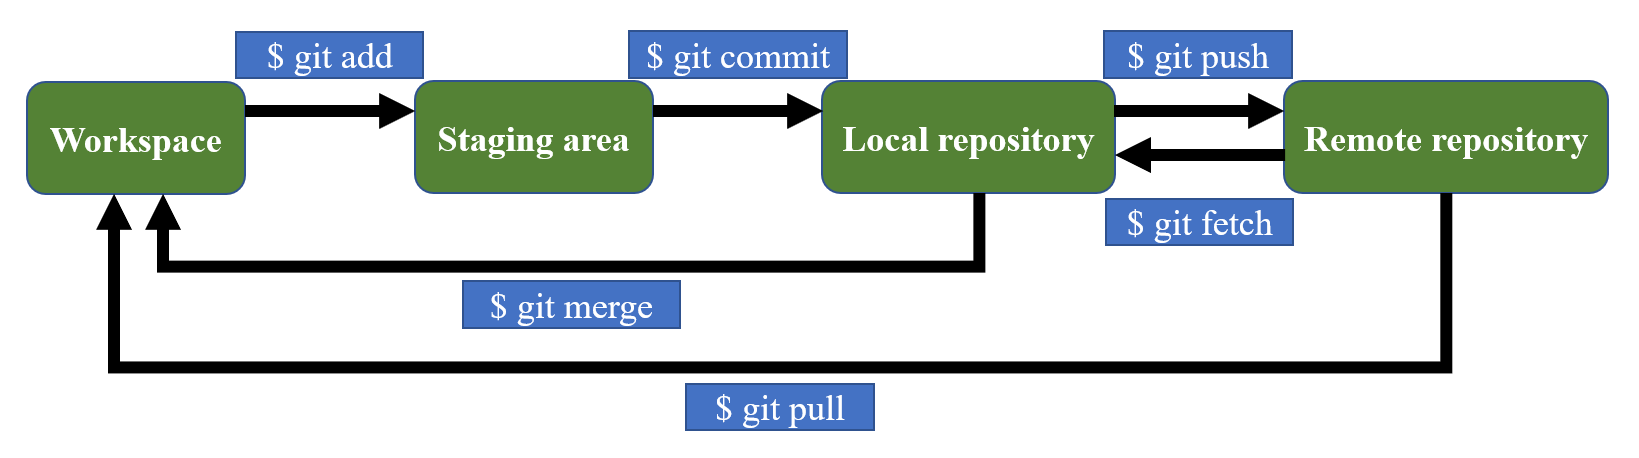 $ git add
$ git commit
$ git push
Workspace
Staging area
Local repository
Remote repository
$ git fetch
$ git merge
$ git pull